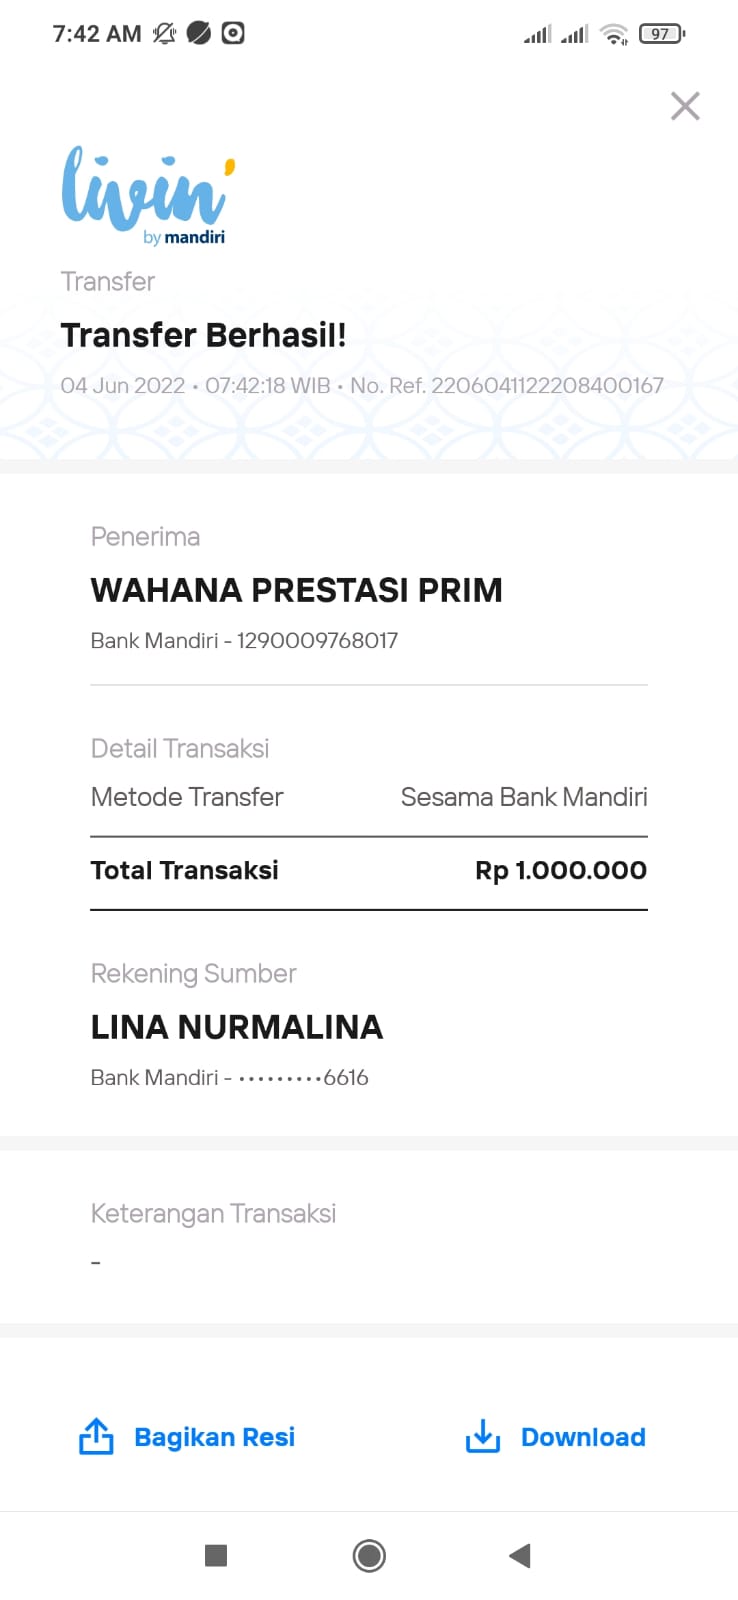 7:42 AM
97
livin'
by mandiri
Transfer
Transfer Berhasil!
04 Jun 2022 • 07:42:18 WIB • No. Ref. 2206041122208400167
Penerima
WAHANA PRESTASI PRIM
Bank Mandiri - 1290009768017
Detail Transaksi
Metode Transfer Sesama Bank Mandiri
Total Transaksi Rp 1.000.000
Rekening Sumber
LINA NURMALINA
Bank Mandiri - •••••••••6616
Keterangan Transaksi
-
Bagikan Resi Download